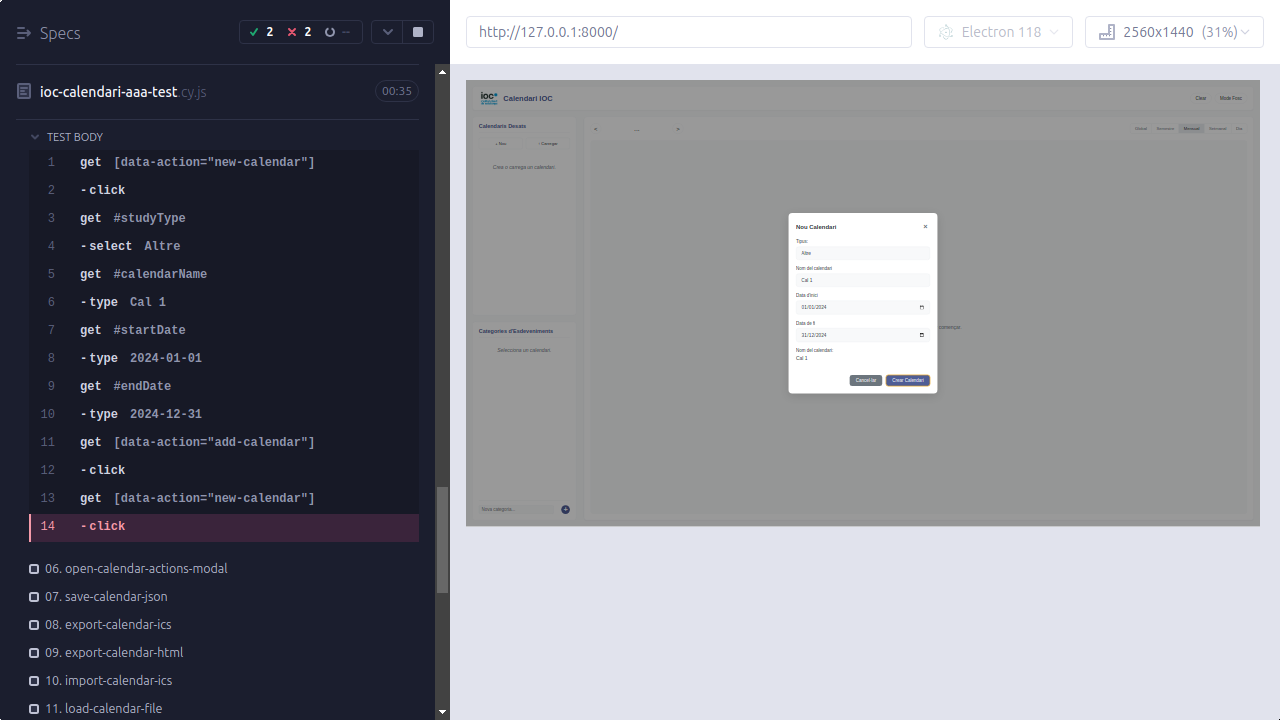 Specs
2
2
--
ioc-calendari-aaa-test.cy.js
00:35
TEST BODY
1 get [data-action="new-calendar"]
2 -click
3 get #studyType
4 -select Altre
5 get #calendarName
6 -type Cal 1
7 get #startDate
8 -type 2024-01-01
9 get #endDate
10 -type 2024-12-31
11 get [data-action="add-calendar"]
12 -click
13 get [data-action="new-calendar"]
14 -click
06. open-calendar-actions-modal
07. save-calendar-json
08. export-calendar-ics
09. export-calendar-html
10. import-calendar-ics
11. load-calendar-file
http://127.0.0.1:8000/
Electron 118
2560x1440 (31%)
ioc
Calendari IOC
Clear
Mode Fosc
Calendaris Desats
+ Nou
Carregar
Crea o carrega un calendari.
Global
Semestral
Mensual
Setmanal
Dia
Nou Calendari
×
Tipus:
Altre
Nom del calendari
Cal 1
Data d'inici
01/01/2024
Data de fi
31/12/2024
Nom del calendari:
Cal 1
Cancel·lar
Crear Calendari
començar.
Categories d'Esdeveniments
Selecciona un calendari.
Nova categoria...
+